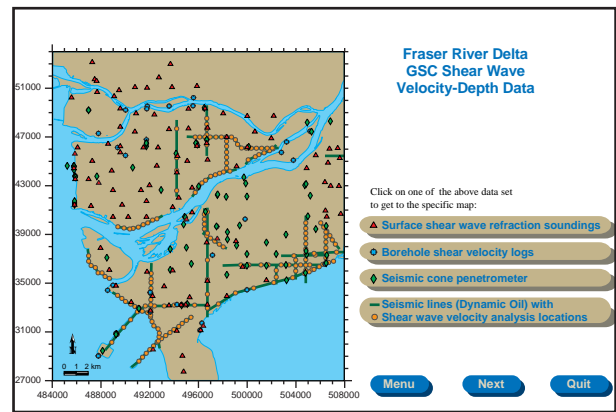 Fraser River Delta
GSC Shear Wave
Velocity-Depth Data
51000
47000
43000
39000
35000
31000
27000
484000 488000 492000 496000 500000 504000 508000
0 1 2 km
Click on one of the above data set
to get to the specific map:
Surface shear wave refraction soundings
Borehole shear velocity logs
Seismic cone penetrometer
Seismic lines (Dynamic Oil) with
Shear wave velocity analysis locations
Menu Next Quit